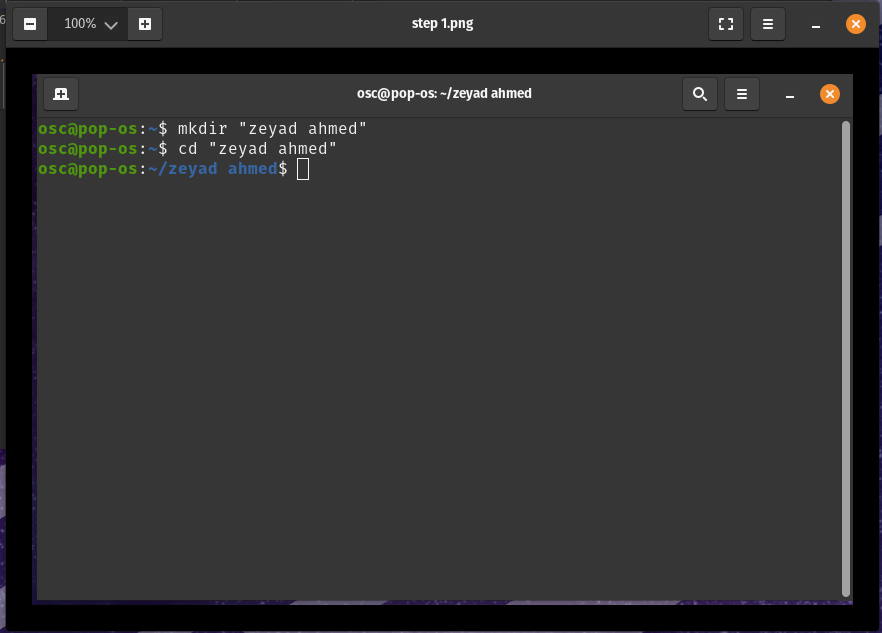 100%
step 1.png
osc@pop-os: ~/zeyad ahmed
osc@pop-os:~$ mkdir "zeyad ahmed"
osc@pop-os:~$ cd "zeyad ahmed"
osc@pop-os:~/zeyad ahmed$